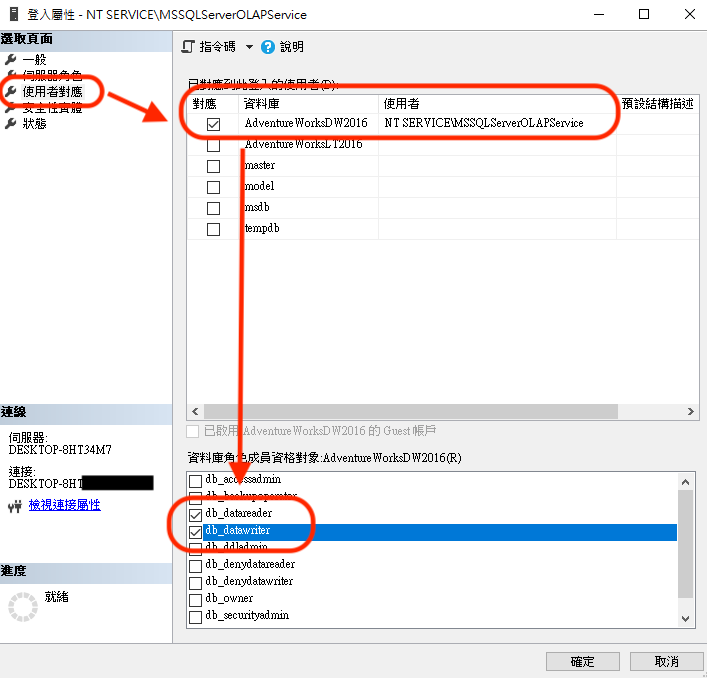 登入屬性 - NT SERVICE\MSSQLServerOLAPService
選取頁面
一般
伺服器角色
使用者對應
安全性實體
狀態
指令碼
說明
已對應到此登入的使用者(D):
對應 資料庫 使用者 預設結構描述
AdventureWorksDW2016 NT SERVICE\MSSQLServerOLAPService
AdventureWorksLT2016
master
model
msdb
tempdb
已啟用 AdventureWorksDW2016 的 Guest 帳戶
資料庫角色成員資格對象:AdventureWorksDW2016(R)
db_accessadmin
db_backupoperator
db_datareader
db_datawriter
db_ddladmin
db_denydatareader
db_denydatawriter
db_owner
db_securityadmin
連線
伺服器:
DESKTOP-8HT34M7
連接:
DESKTOP-8HT
檢視連接屬性
進度
就緒
確定
取消